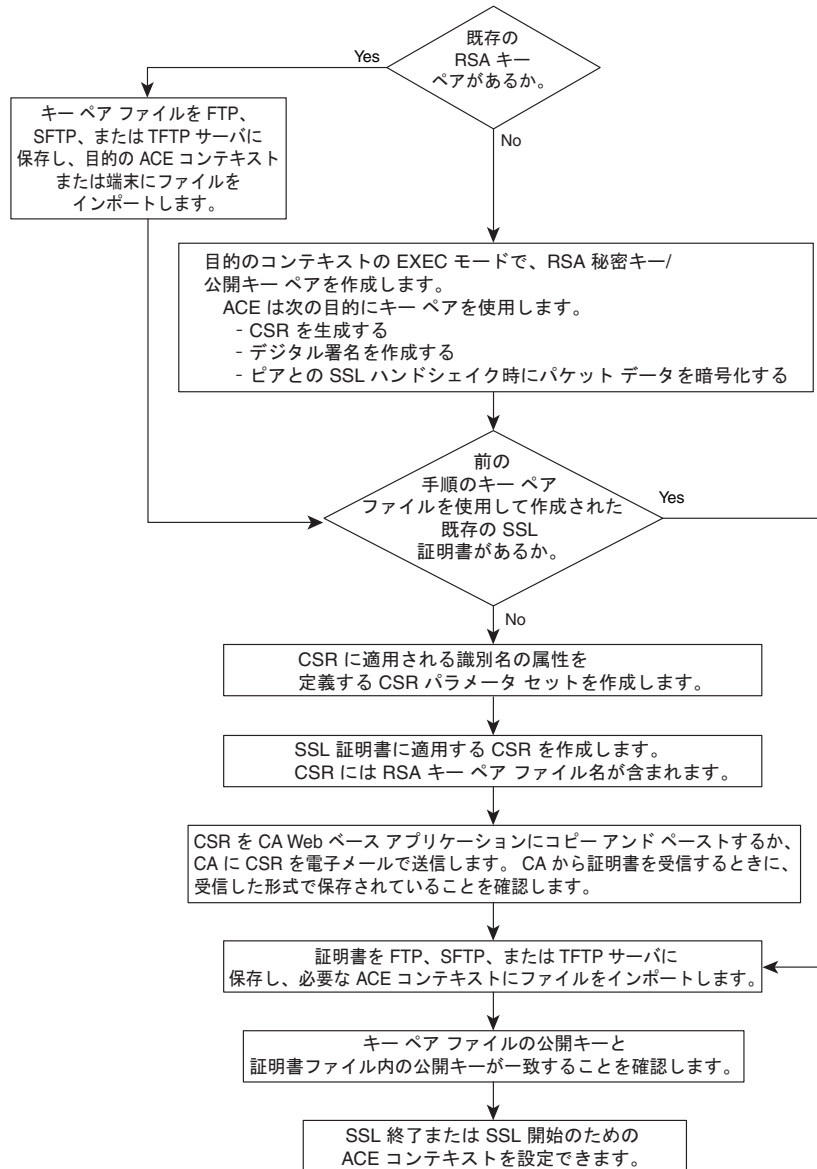 既存の
RSA キー
ペアがあるか。
Yes
No
キー ペア ファイルを FTP、
SFTP、または TFTP サーバに
保存し、目的の ACE コンテキスト
または端末にファイルを
インポートします。
目的のコンテキストの EXEC モードで、RSA 秘密キー/
公開キー ペアを作成します。
ACE は次の目的にキー ペアを使用します。
- CSR を生成する
- デジタル署名を作成する
- ピアとの SSL ハンドシェイク時にパケット データを暗号化する
前の
手順のキー ペア
ファイルを使用して作成された
既存の SSL
証明書があるか。
Yes
No
CSR に適用される識別名の属性を
定義する CSR パラメータ セットを作成します。
SSL 証明書に適用する CSR を作成します。
CSR には RSA キー ペア ファイル名が含まれます。
CSR を CA Web ベース アプリケーションにコピー アンド ペーストするか、
CA に CSR を電子メールで送信します。 CA から証明書を受信するときに、
受信した形式で保存されていることを確認します。
証明書を FTP、SFTP、または TFTP サーバに
保存し、必要な ACE コンテキストにファイルをインポートします。
キー ペア ファイルの公開キーと
証明書ファイル内の公開キーが一致することを確認します。
SSL 終了または SSL 開始のための
ACE コンテキストを設定できます。